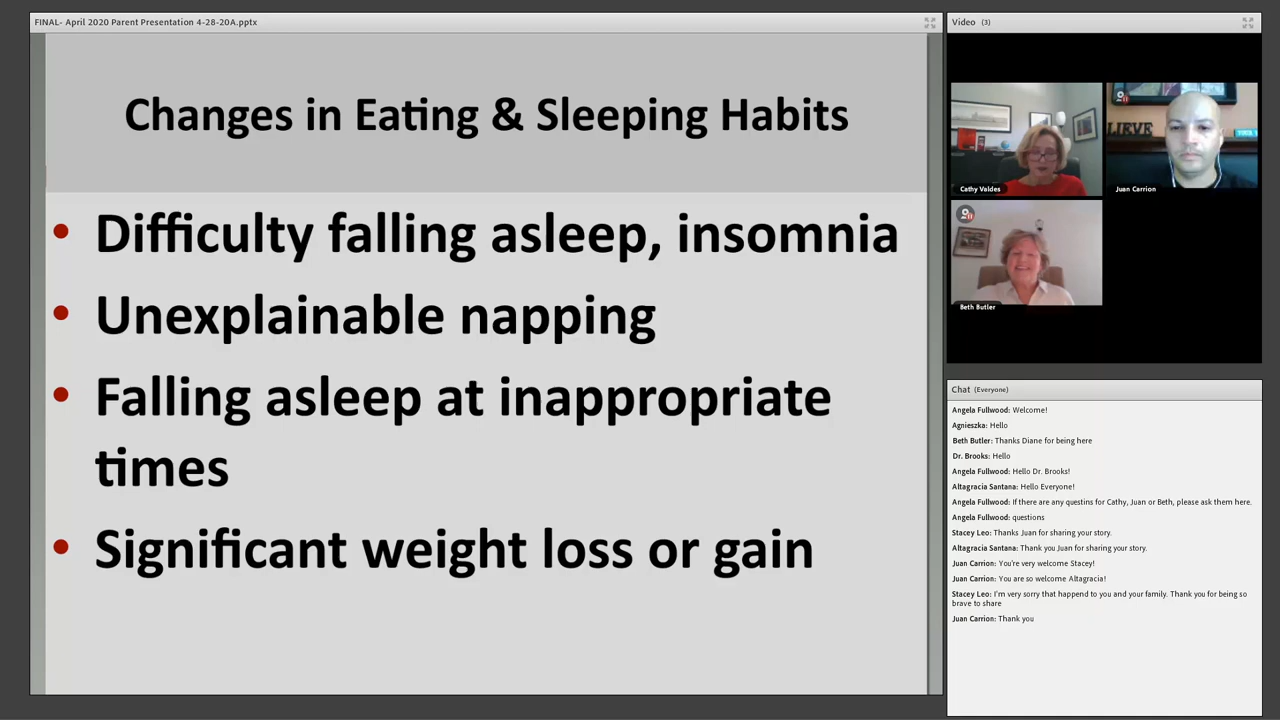 FINAL- April 2020 Parent Presentation 4-28-20A.pptx
Changes in Eating & Sleeping Habits
• Difficulty falling asleep, insomnia
• Unexplainable napping
• Falling asleep at inappropriate
times
• Significant weight loss or gain
Video (3)
LIEVE
Cathy Valdes
Juan Carrion
Beth Butler
Chat (Everyone)
Angela Fullwood: Welcome!
Agnieszka: Hello
Beth Butler: Thanks Diane for being here
Dr. Brooks: Hello
Angela Fullwood: Hello Dr. Brooks!
Altagracia Santana: Hello Everyone!
Angela Fullwood: If there are any questins for Cathy, Juan or Beth, please ask them here.
Angela Fullwood: questions
Stacey Leo: Thanks Juan for sharing your story.
Altagracia Santana: Thank you Juan for sharing your story.
Juan Carrion: You're very welcome Stacey!
Juan Carrion: You are so welcome Altagracia!
Stacey Leo: I'm very sorry that happend to you and your family. Thank you for being so
brave to share
Juan Carrion: Thank you